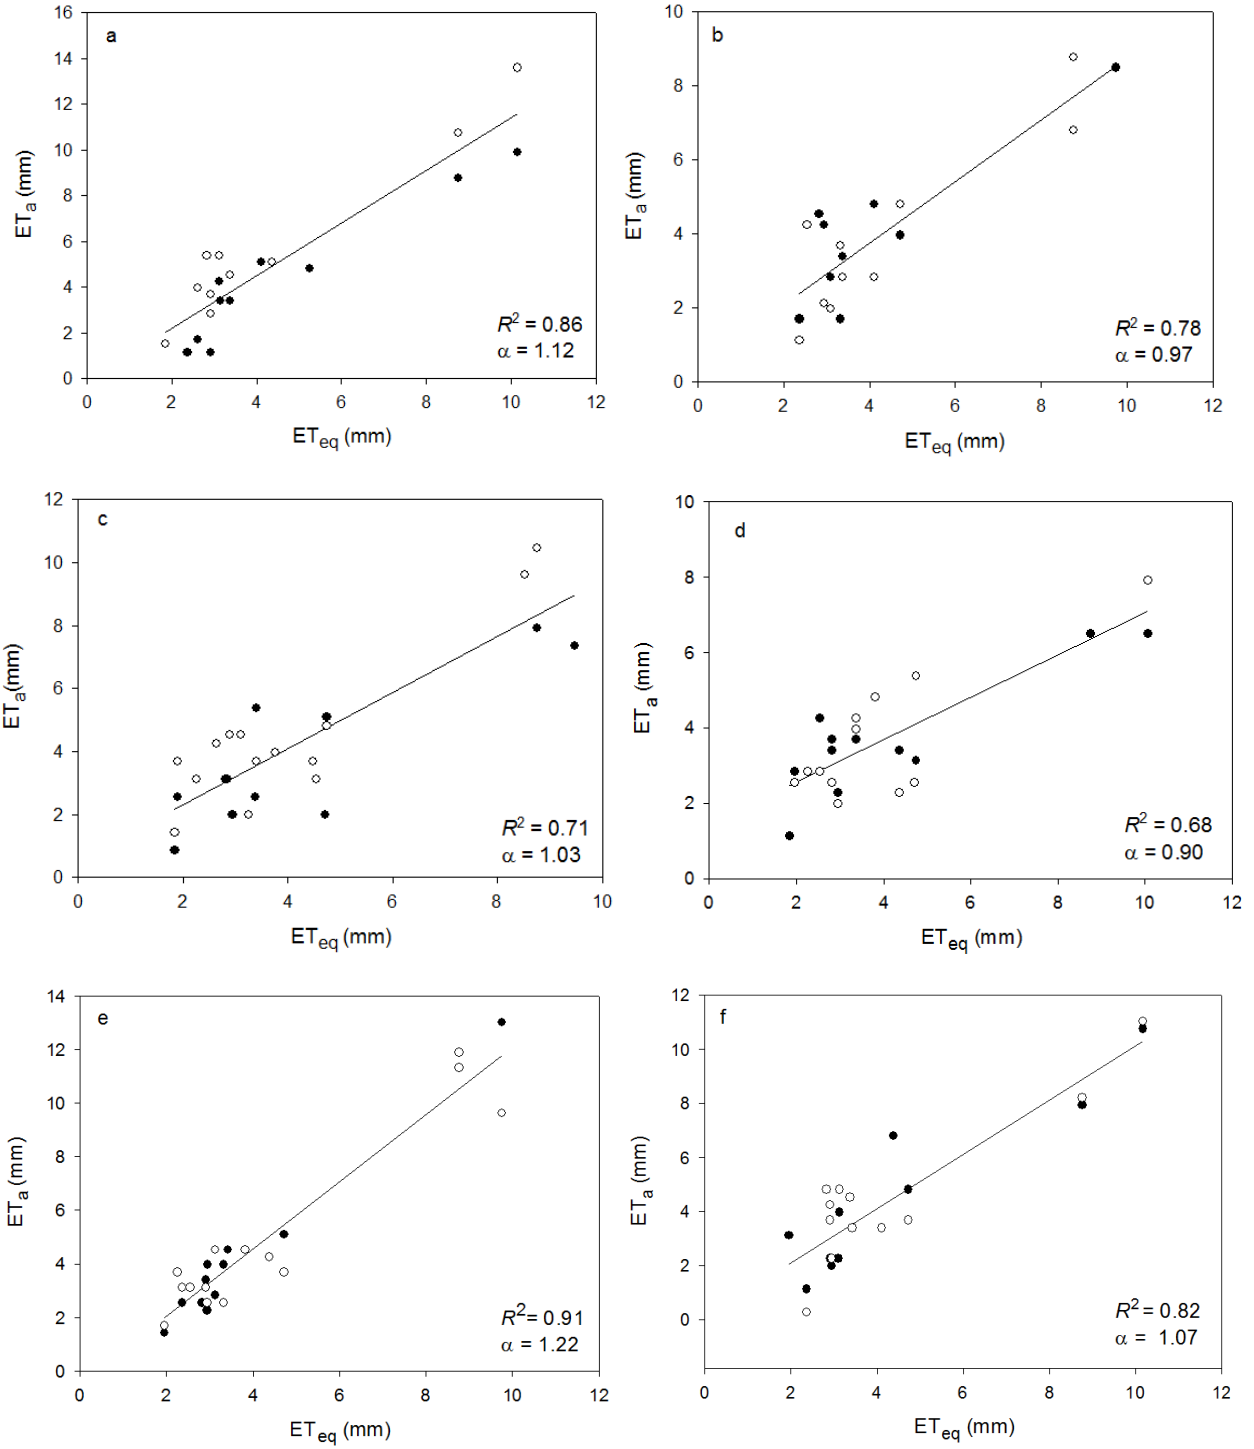 a
16
14
12
10
8
6
4
2
0
ETa (mm)
R2 = 0.86
α = 1.12
0 2 4 6 8 10 12
ETeq (mm)
b
10
8
6
4
2
0
ETa (mm)
R2 = 0.78
α = 0.97
0 2 4 6 8 10 12
ETeq (mm)
c
12
10
8
6
4
2
0
ETa(mm)
R2 = 0.71
α = 1.03
0 2 4 6 8 10
ETeq (mm)
d
10
8
6
4
2
0
ETa (mm)
R2 = 0.68
α = 0.90
0 2 4 6 8 10 12
ETeq (mm)
e
14
12
10
8
6
4
2
0
ETa (mm)
R2= 0.91
α = 1.22
0 2 4 6 8 10 12
ETeq (mm)
f
12
10
8
6
4
2
0
ETa (mm)
R2 = 0.82
α = 1.07
0 2 4 6 8 10 12
ETeq (mm)